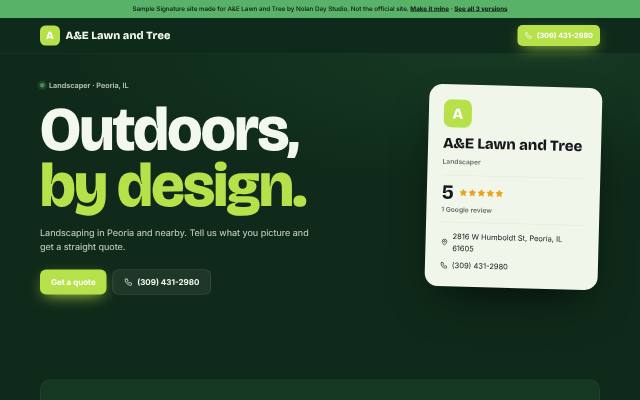 Sample Signature site made for A&E Lawn and Tree by Nolan Day Studio. Not the official site. Make it mine · See all 3 versions
A A&E Lawn and Tree
(309) 431-2980
Landscaper · Peoria, IL
Outdoors,
by design.
Landscaping in Peoria and nearby. Tell us what you picture and
get a straight quote.
Get a quote
(309) 431-2980
A
A&E Lawn and Tree
Landscaper
5
1 Google review
2816 W Humboldt St, Peoria, IL
61605
(309) 431-2980